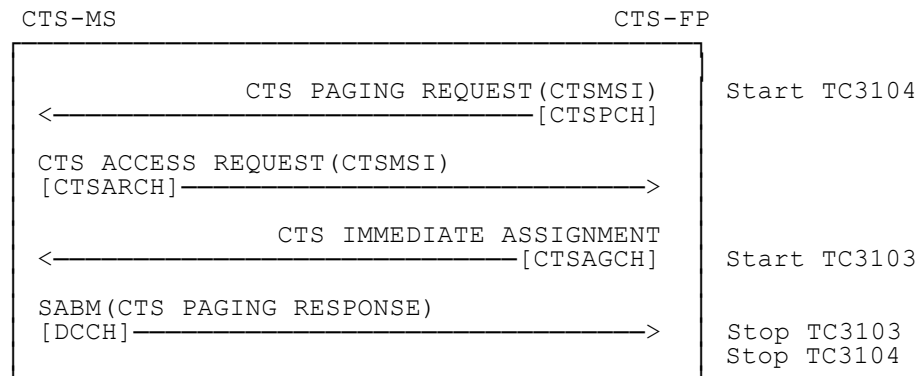 CTS-MS CTS-FP
CTS PAGING REQUEST(CTSMSI) Start TC3104
[CTSPCH]
CTS ACCESS REQUEST(CTSMSI)
[CTSARCH]
CTS IMMEDIATE ASSIGNMENT
[CTSAGCH] Start TC3103
SABM(CTS PAGING RESPONSE)
[DCCH] Stop TC3103
Stop TC3104